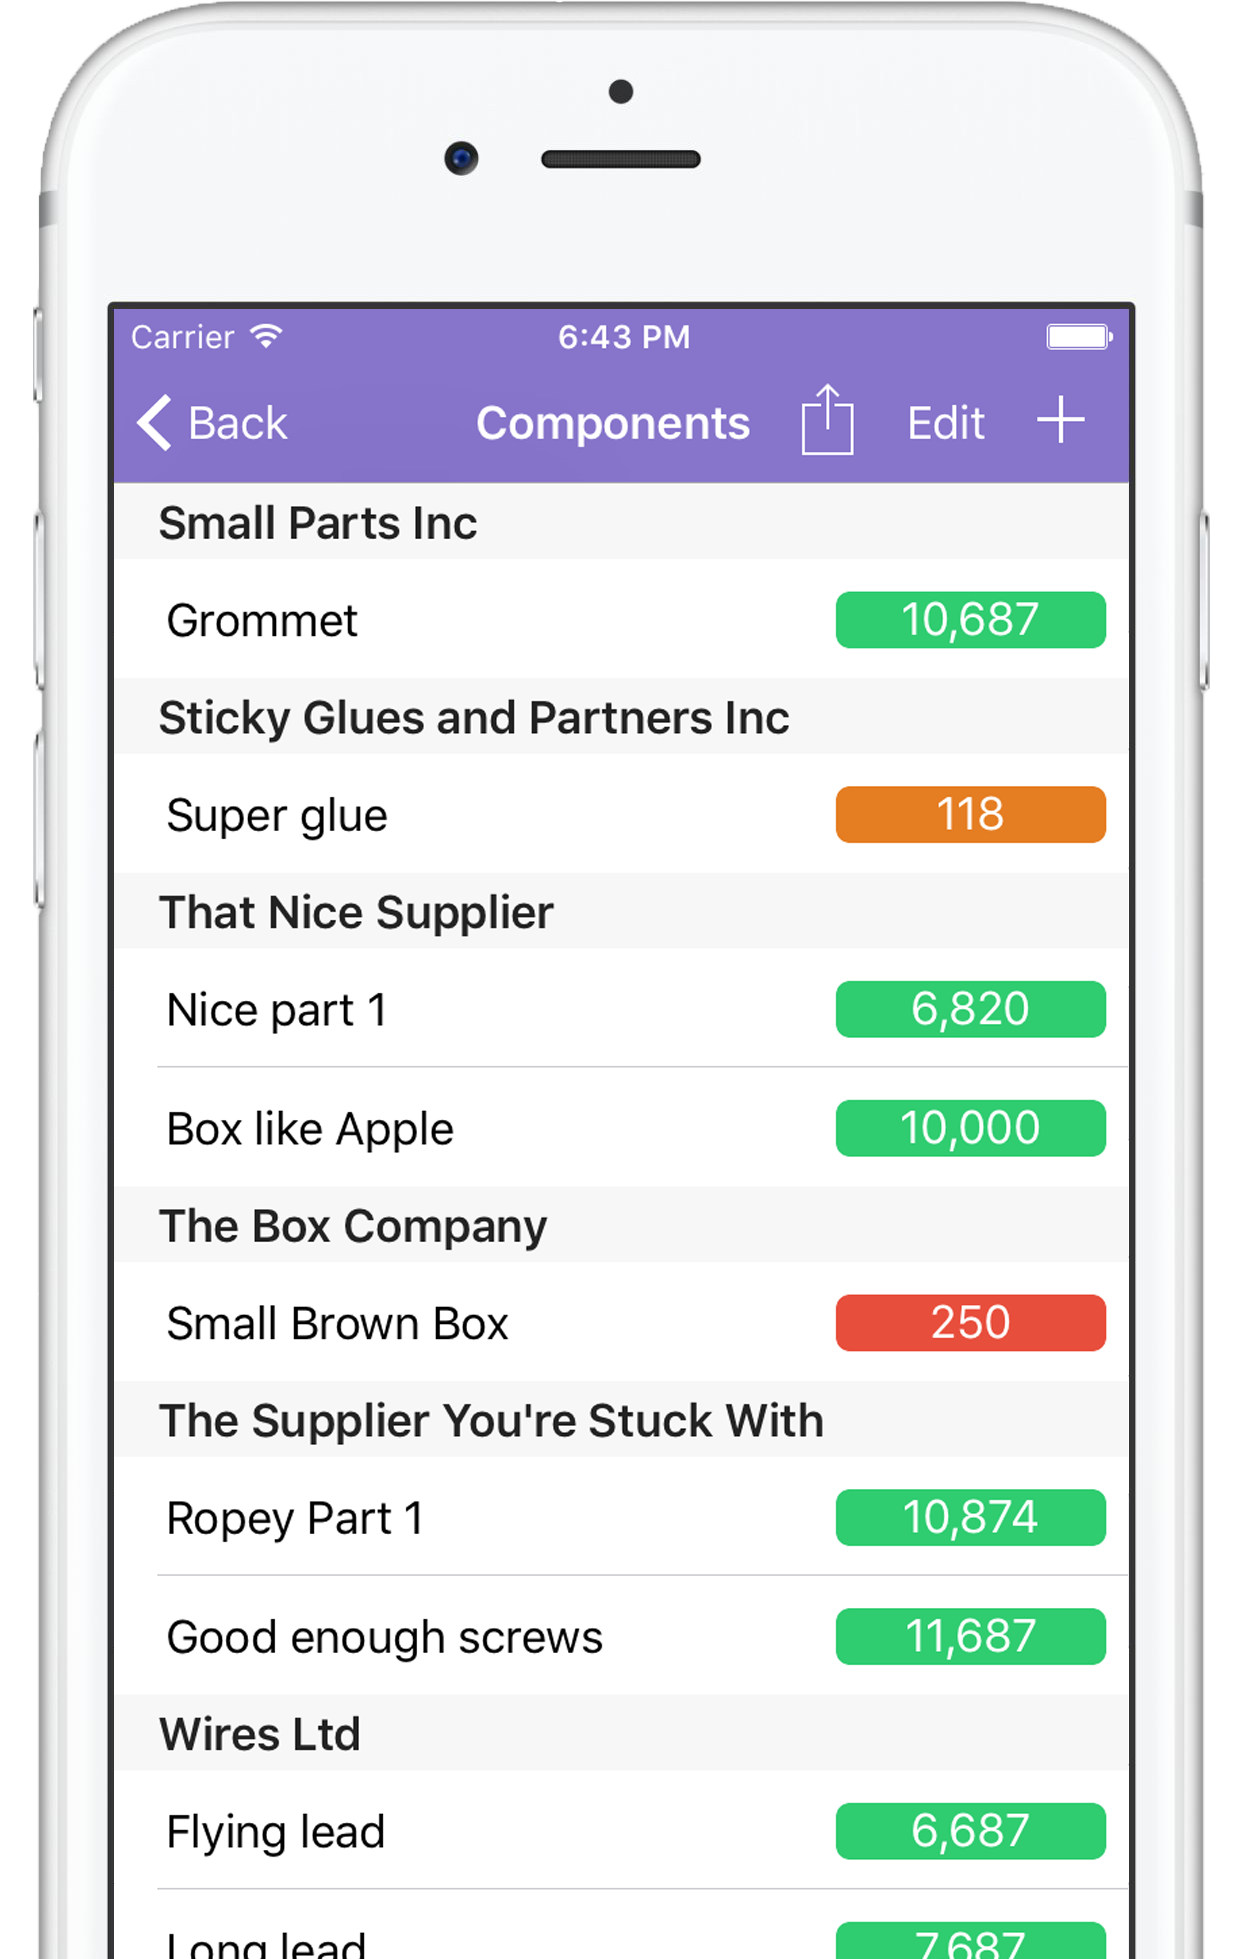 Carrier 6:43 PM
Back Components Edit
Small Parts Inc
Grommet 10,687
Sticky Glues and Partners Inc
Super glue 118
That Nice Supplier
Nice part 1 6,820
Box like Apple 10,000
The Box Company
Small Brown Box 250
The Supplier You're Stuck With
Ropey Part 1 10,874
Good enough screws 11,687
Wires Ltd
Flying lead 6,687
Long lead 7,687